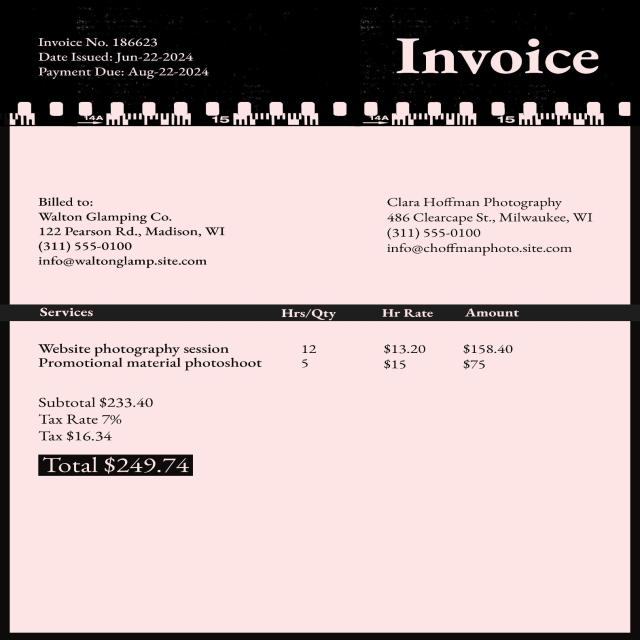 Invoice No. 186623
Date Issued: Jun-22-2024
Payment Due: Aug-22-2024
Invoice
14A 15 14A 15
Billed to:
Walton Glamping Co.
122 Pearson Rd., Madison, WI
(311) 555-0100
info@waltonglamp.site.com
Clara Hoffman Photography
486 Clearcape St., Milwaukee, WI
(311) 555-0100
info@choffmanphoto.site.com
Services Hrs/Qty Hr Rate Amount
Website photography session 12 $13.20 $158.40
Promotional material photoshoot 5 $15 $75
Subtotal $233.40
Tax Rate 7%
Tax $16.34
Total $249.74